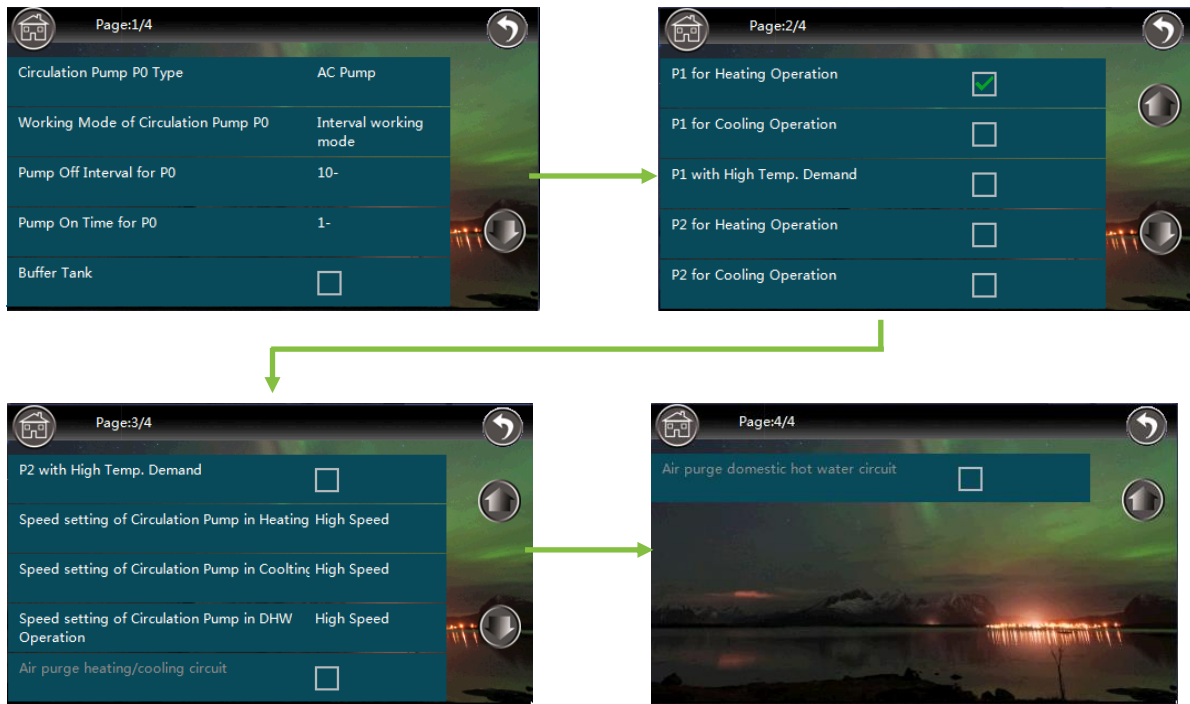 Page:1/4
Circulation Pump P0 Type AC Pump
Working Mode of Circulation Pump P0 Interval working
mode
Pump Off Interval for P0 10-
Pump On Time for P0 1-
Buffer Tank
Page:2/4
P1 for Heating Operation
P1 for Cooling Operation
P1 with High Temp. Demand
P2 for Heating Operation
P2 for Cooling Operation
Page:3/4
P2 with High Temp. Demand
Speed setting of Circulation Pump in Heating High Speed
Speed setting of Circulation Pump in Coolting High Speed
Speed setting of Circulation Pump in DHW High Speed
Operation
Air purge heating/cooling circuit
Page:4/4
Air purge domestic hot water circuit